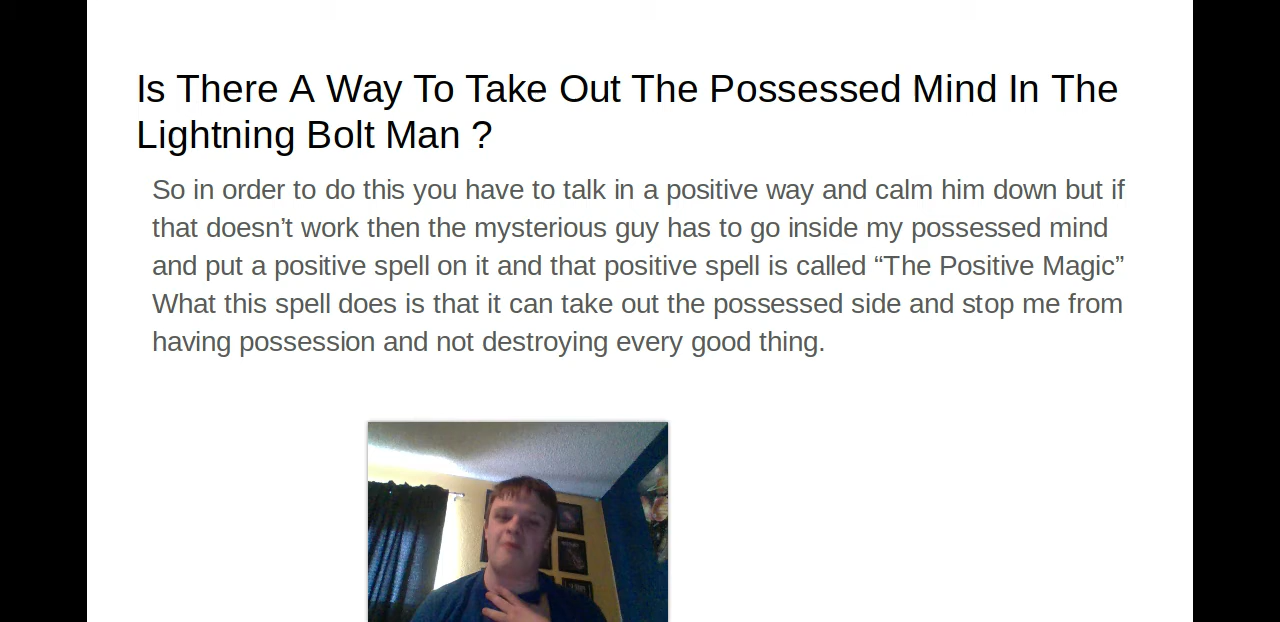 Is There A Way To Take Out The Possessed Mind In The
Lightning Bolt Man ?
So in order to do this you have to talk in a positive way and calm him down but if
that doesn’t work then the mysterious guy has to go inside my possessed mind
and put a positive spell on it and that positive spell is called “The Positive Magic”
What this spell does is that it can take out the possessed side and stop me from
having possession and not destroying every good thing.